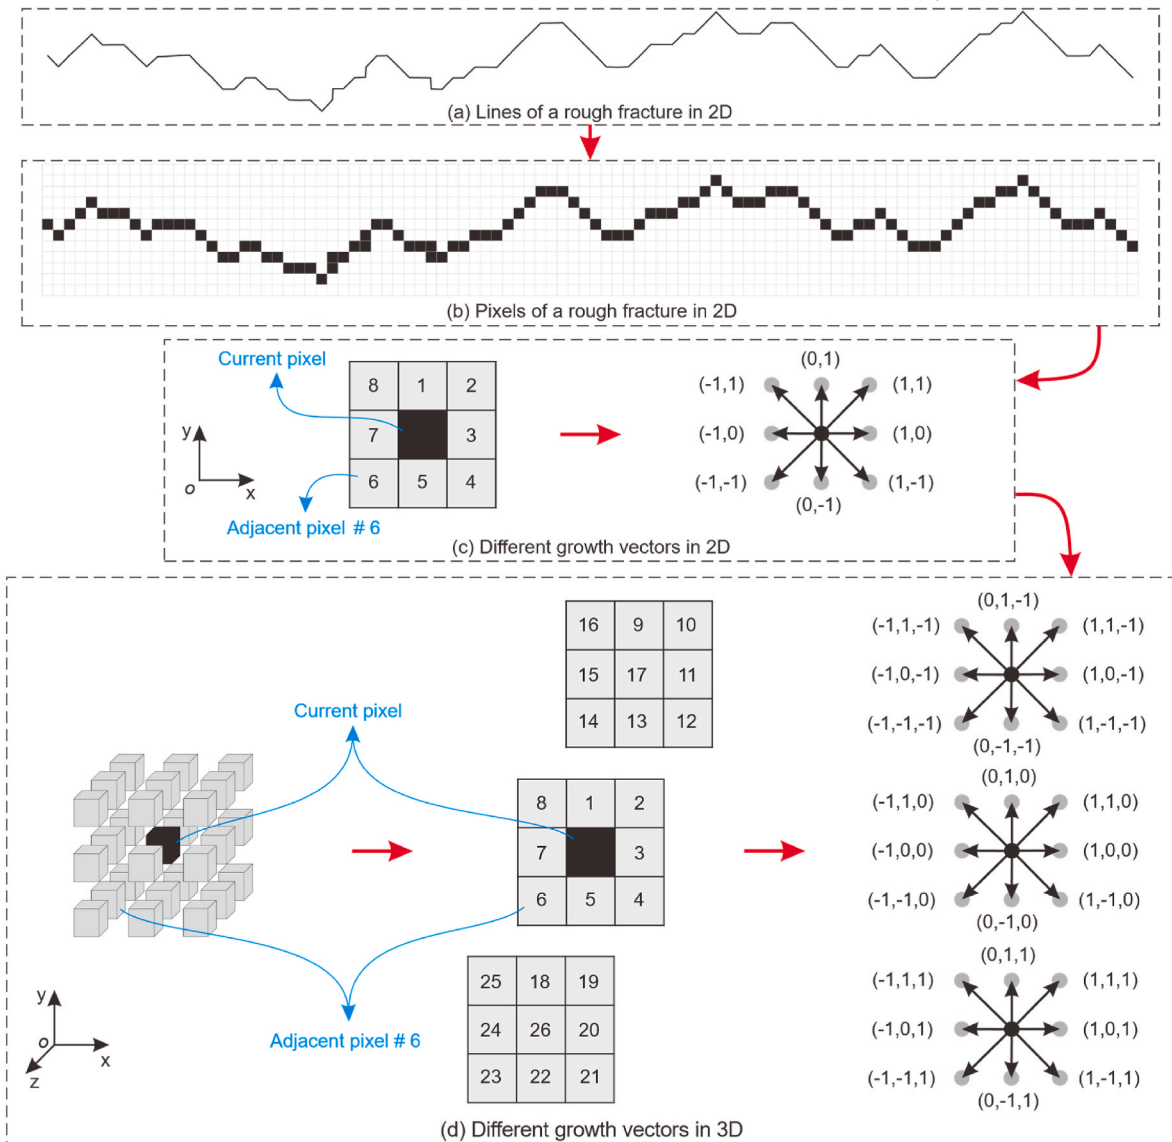 (a) Lines of a rough fracture in 2D
(b) Pixels of a rough fracture in 2D
Current pixel
8 1 2
7 3
6 5 4
y
o
x
Adjacent pixel # 6
(0,1)
(-1,1) (1,1)
(-1,0) (1,0)
(-1,-1) (1,-1)
(0,-1)
(c) Different growth vectors in 2D
16 9 10
15 17 11
14 13 12
(0,1,-1)
(-1,1,-1) (1,1,-1)
(-1,0,-1) (1,0,-1)
(-1,-1,-1) (1,-1,-1)
(0,-1,-1)
Current pixel
8 1 2
7 3
6 5 4
(0,1,0)
(-1,1,0) (1,1,0)
(-1,0,0) (1,0,0)
(-1,-1,0) (1,-1,0)
(0,-1,0)
25 18 19
24 26 20
23 22 21
(0,1,1)
(-1,1,1) (1,1,1)
(-1,0,1) (1,0,1)
(-1,-1,1) (1,-1,1)
(0,-1,1)
y
o
x
z
Adjacent pixel # 6
(d) Different growth vectors in 3D